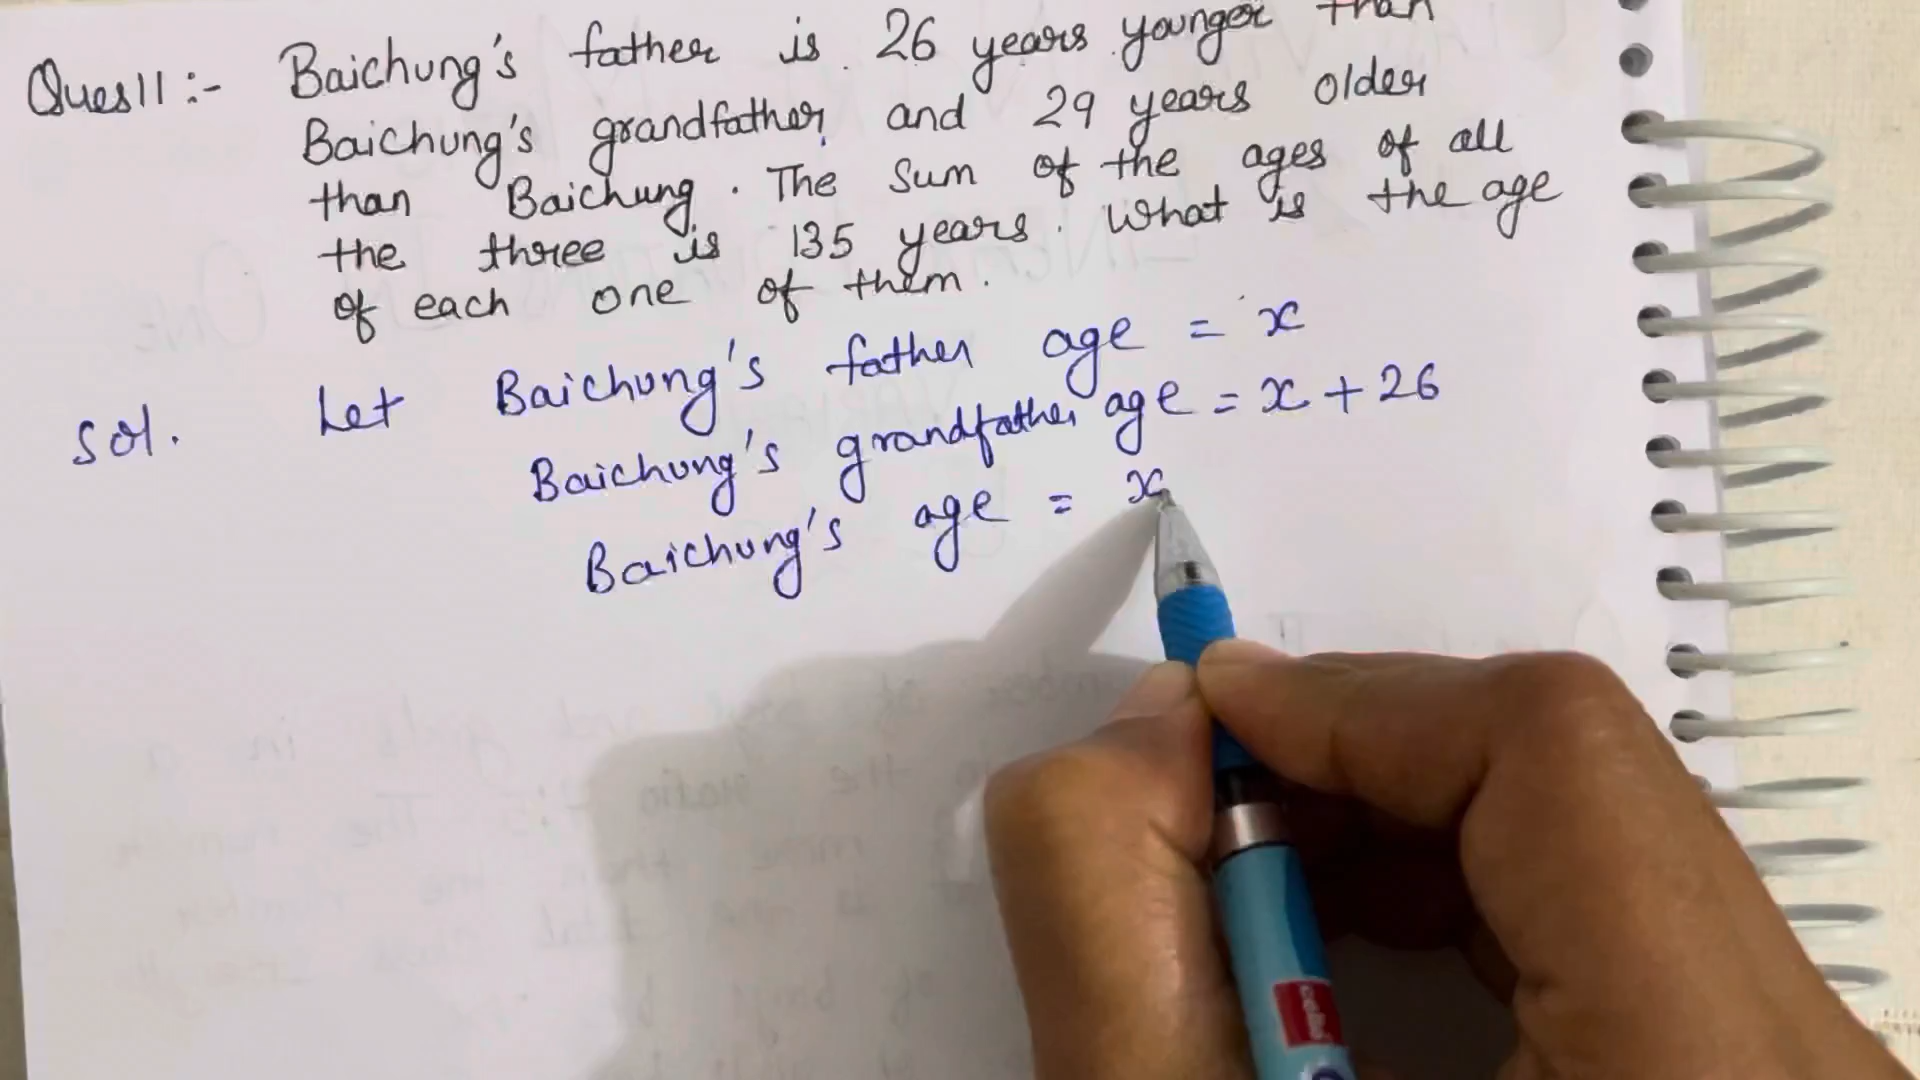 Ques11:- Baichung's father is 26 years younger than
Baichung's grandfather and 29 years older
than Baichung. The Sum of the ages of all
the three is 135 years. What is the age
of each one of them.
Sol. Let Baichung's father age = x
Baichung's grandfather age = x + 26
Baichung's age = x
cello